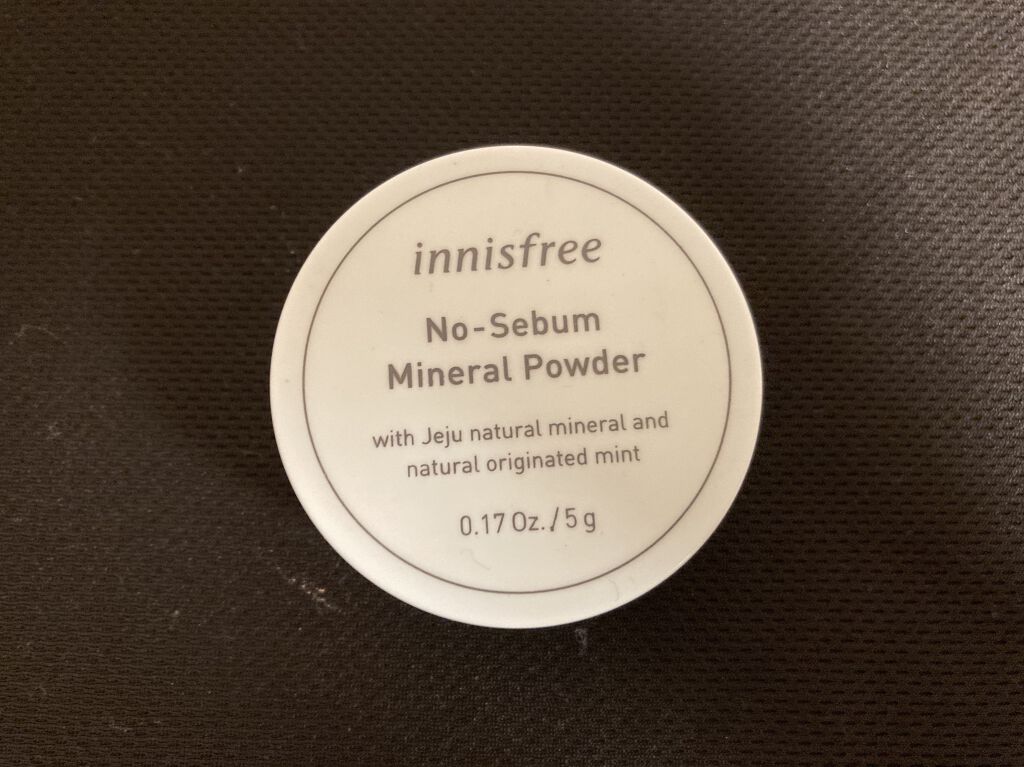 innisfree
No-Sebum
Mineral Powder
with Jeju natural mineral and
natural originated mint
0.17 Oz./5 g